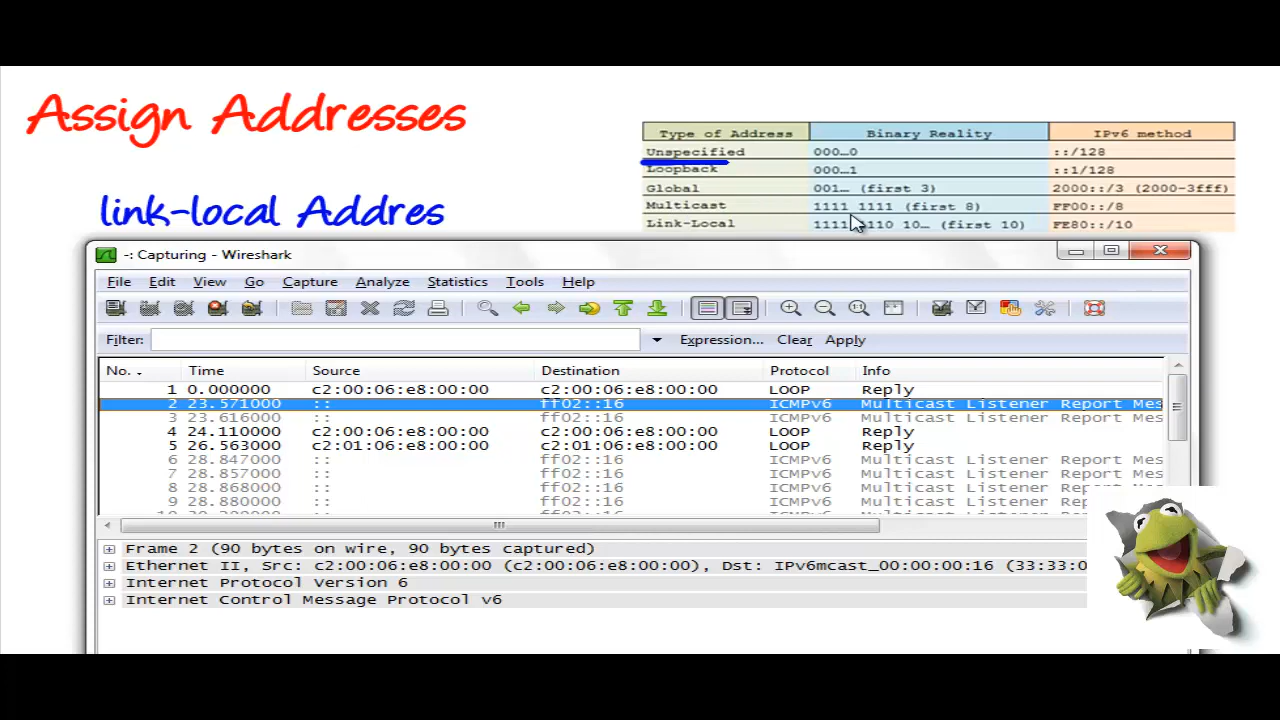 Assign Addresses
link-local Addres
Type of Address Binary Reality IPv6 method
Unspecified 000…0 ::/128
Loopback 000…1 ::1/128
Global 001… (first 3) 2000::/3 (2000-3fff)
Multicast 1111 1111 (first 8) FF00::/8
Link-Local 1111 1110 10… (first 10) FE80::/10
-: Capturing - Wireshark
File Edit View Go Capture Analyze Statistics Tools Help
Filter: Expression... Clear Apply
No. Time Source Destination Protocol Info
1 0.000000 c2:00:06:e8:00:00 c2:00:06:e8:00:00 LOOP Reply
2 23.571000 :: ff02::16 ICMPv6 Multicast Listener Report Mes
3 23.616000 :: ff02::16 ICMPv6 Multicast Listener Report Mes
4 24.110000 c2:00:06:e8:00:00 c2:00:06:e8:00:00 LOOP Reply
5 26.563000 c2:01:06:e8:00:00 c2:01:06:e8:00:00 LOOP Reply
6 28.847000 :: ff02::16 ICMPv6 Multicast Listener Report Mes
7 28.857000 :: ff02::16 ICMPv6 Multicast Listener Report Mes
8 28.868000 :: ff02::16 ICMPv6 Multicast Listener Report Mes
9 28.880000 :: ff02::16 ICMPv6 Multicast Listener Report Mes
Frame 2 (90 bytes on wire, 90 bytes captured)
Ethernet II, Src: c2:00:06:e8:00:00 (c2:00:06:e8:00:00), Dst: IPv6mcast_00:00:00:16 (33:33:0
Internet Protocol Version 6
Internet Control Message Protocol v6